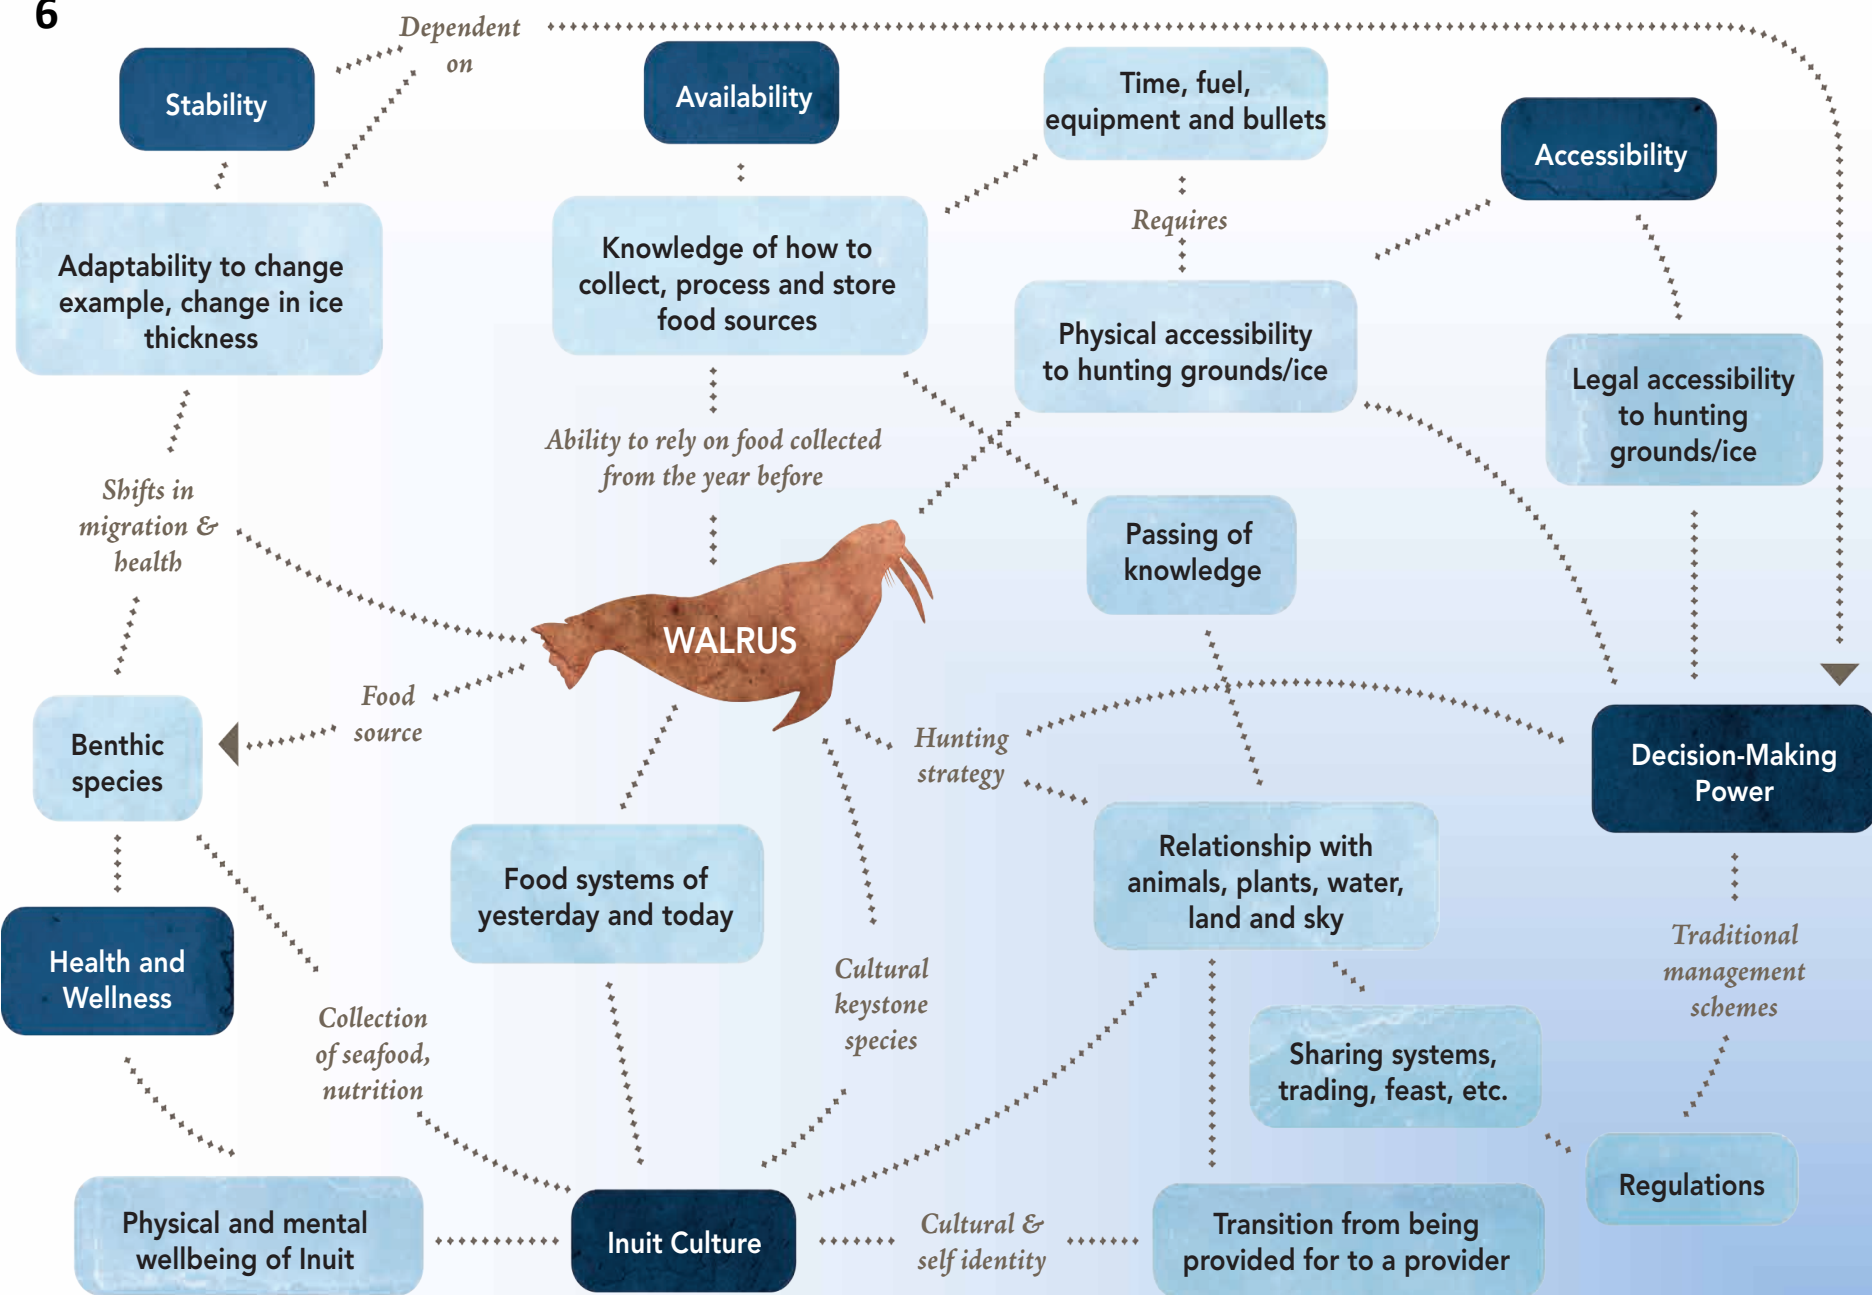 6
Dependent
on
Stability
Availability
Time, fuel,
equipment and bullets
Accessibility
Requires
Adaptability to change
example, change in ice
thickness
Knowledge of how to
collect, process and store
food sources
Physical accessibility
to hunting grounds/ice
Legal accessibility
to hunting
grounds/ice
Ability to rely on food collected
from the year before
Shifts in
migration &
health
Passing of
knowledge
WALRUS
Food
source
Benthic
species
Hunting
strategy
Decision-Making
Power
Food systems of
yesterday and today
Relationship with
animals, plants, water,
land and sky
Health and
Wellness
Cultural
keystone
species
Traditional
management
schemes
Collection
of seafood,
nutrition
Sharing systems,
trading, feast, etc.
Regulations
Physical and mental
wellbeing of Inuit
Inuit Culture
Cultural &
self identity
Transition from being
provided for to a provider